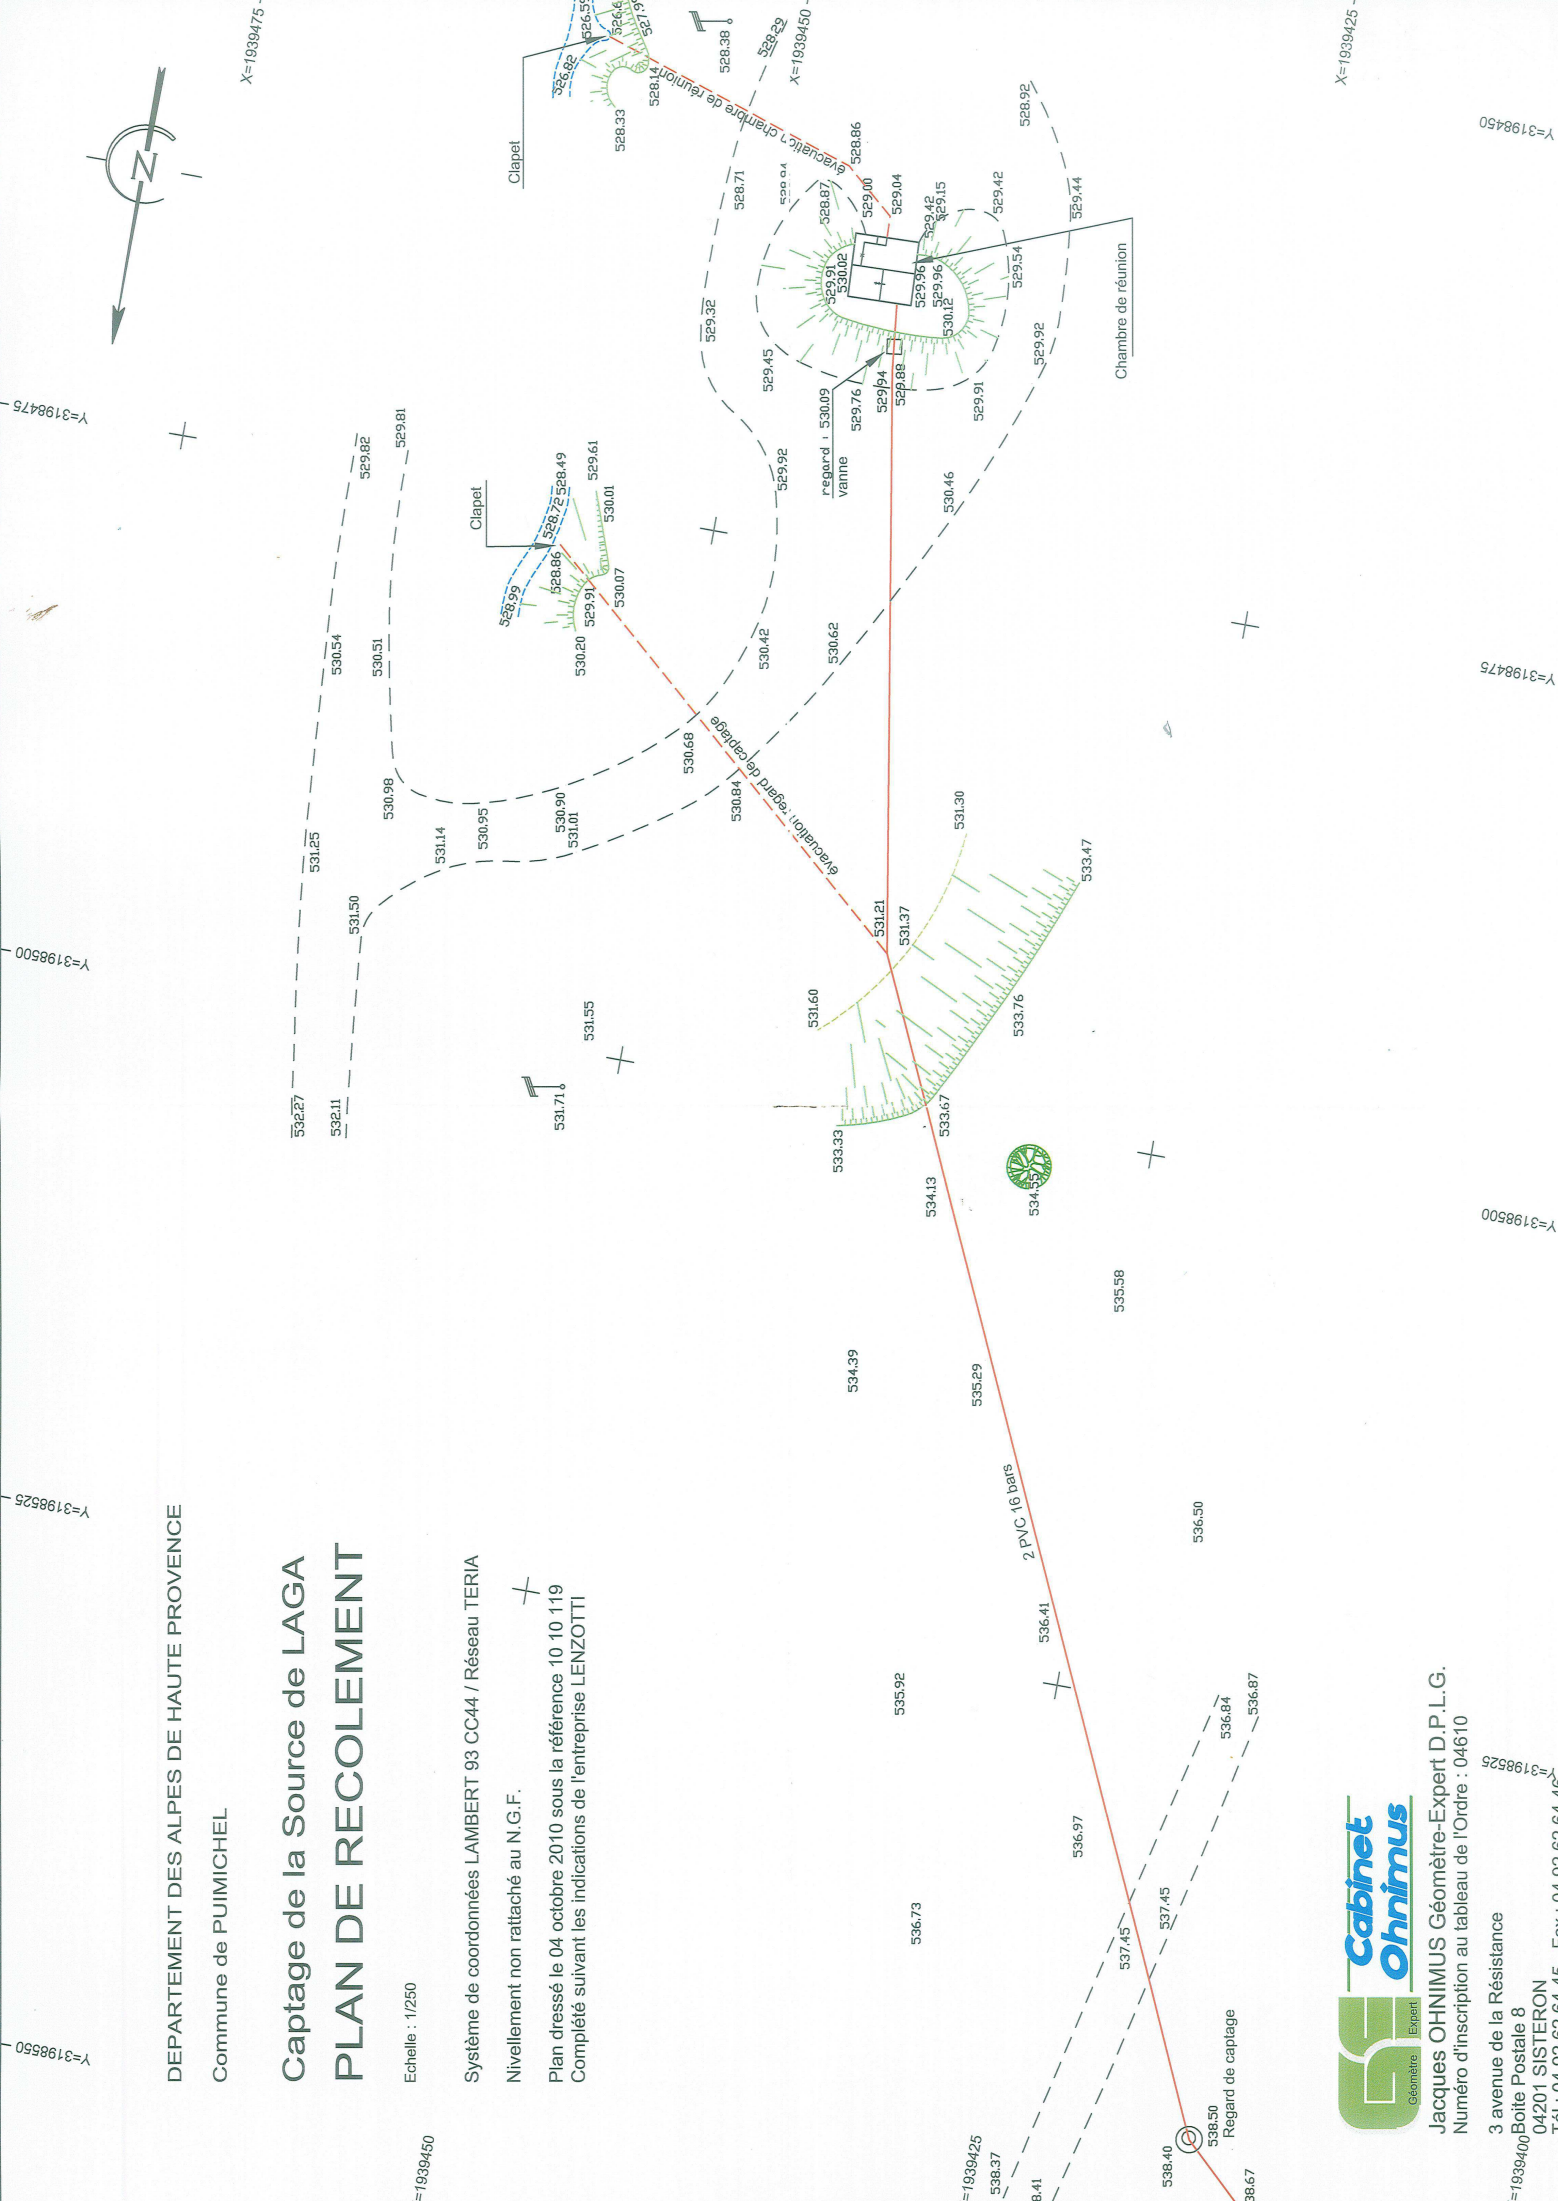 DEPARTEMENT DES ALPES DE HAUTE PROVENCE
Commune de PUIMICHEL
Captage de la Source de LAGA
PLAN DE RECOLEMENT
Echelle : 1/250
Système de coordonnées LAMBERT 93 CC44 / Réseau TERIA
Nivellement non rattaché au N.G.F.
Plan dressé le 04 octobre 2010 sous la référence 10 10 119
Complété suivant les indications de l'entreprise LENZOTTI
Y=3198550
Y=3198525
Y=3198500
Y=3198475
X=1939475
X=1939450
X=1939425
Y=3198450
Y=3198475
Y=3198500
Y=3198525
=1939450
=1939425
=1939400
N
Clapet
526.82
528.33
528.14
528.38
528.29
évacuation chambre de réunion
528.86
528.71
528.87
529.00
529.04
529.42
529.15
529.42
528.92
529.44
529.54
529.91
530.02
529.96
529.96
530.12
Chambre de réunion
529.32
529.45
529.76
529.94
529.88
529.91
529.92
regard : 530.09
vanne
529.92
530.46
529.82
529.81
Clapet
528.72
528.49
528.99
528.86
529.61
530.01
529.91
530.07
530.20
530.54
530.51
530.42
530.62
530.68
530.84
évacuation regard de captage
530.98
530.95
530.90
531.01
531.14
531.25
531.50
531.30
531.21
531.37
531.60
533.47
533.76
531.55
531.71
532.27
532.11
533.33
533.67
534.13
534.55
535.58
534.39
535.29
2 PVC 16 bars
536.50
536.41
535.92
536.84
536.87
536.97
536.73
537.45
537.45
Regard de captage
538.50
538.40
538.37
8.41
38.67
Géomètre Expert
Cabinet
Ohnimus
Jacques OHNIMUS Géomètre-Expert D.P.L.G.
Numéro d'inscription au tableau de l'Ordre : 04610
3 avenue de la Résistance
Boite Postale 8
04201 SISTERON